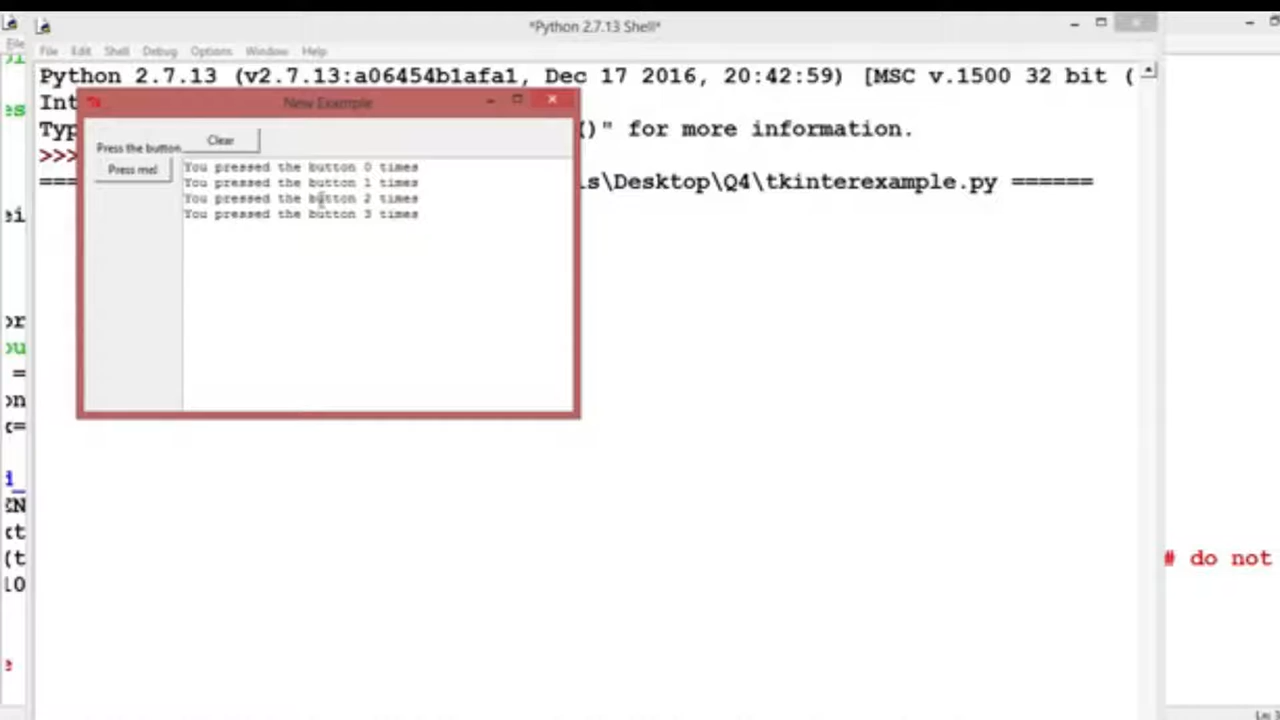 *Python 2.7.13 Shell*
File Edit Shell Debug Options Window Help
Python 2.7.13 (v2.7.13:a06454b1afa1, Dec 17 2016, 20:42:59) [MSC v.1500 32 bit (
Int
Typ ()" for more information.
>>>
==== s\Desktop\Q4\tkinterexample.py ======
New Example
Press the button
Clear
Press me!
You pressed the button 0 times
You pressed the button 1 times
You pressed the button 2 times
You pressed the button 3 times
# do not